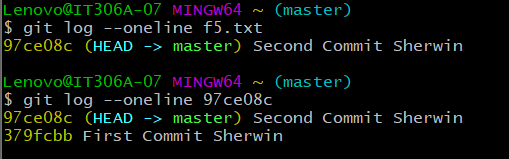 Lenovo@IT306A-07 MINGW64 ~ (master)
$ git log --oneline f5.txt
97ce08c (HEAD -> master) Second Commit Sherwin
Lenovo@IT306A-07 MINGW64 ~ (master)
$ git log --oneline 97ce08c
97ce08c (HEAD -> master) Second Commit Sherwin
379fcbb First Commit Sherwin